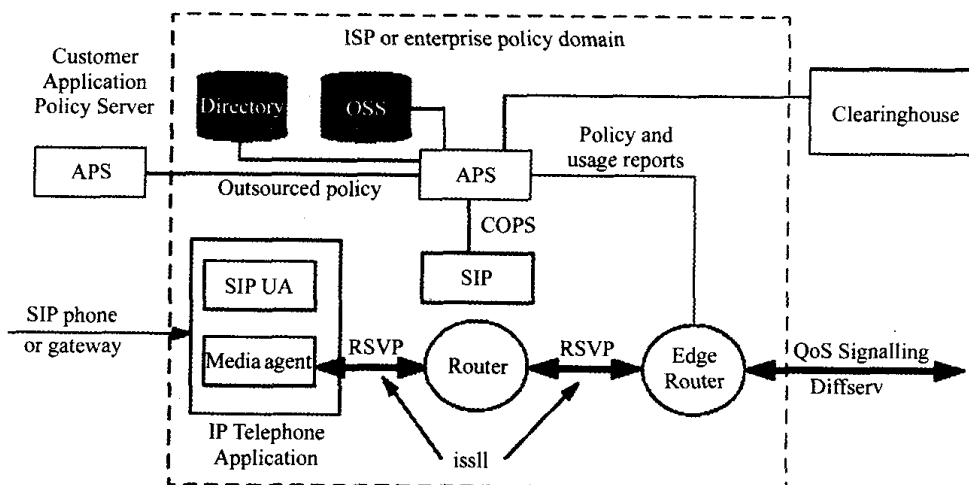 ISP or enterprise policy domain
Customer
Application
Policy Server
Directory
OSS
Clearinghouse
Policy and
usage reports
APS
APS
Outsourced policy
COPS
SIP UA
SIP
SIP phone
or gateway
Media agent
RSVP
Router
RSVP
Edge
Router
QoS Signalling
Diffserv
IP Telephone
Application
issll